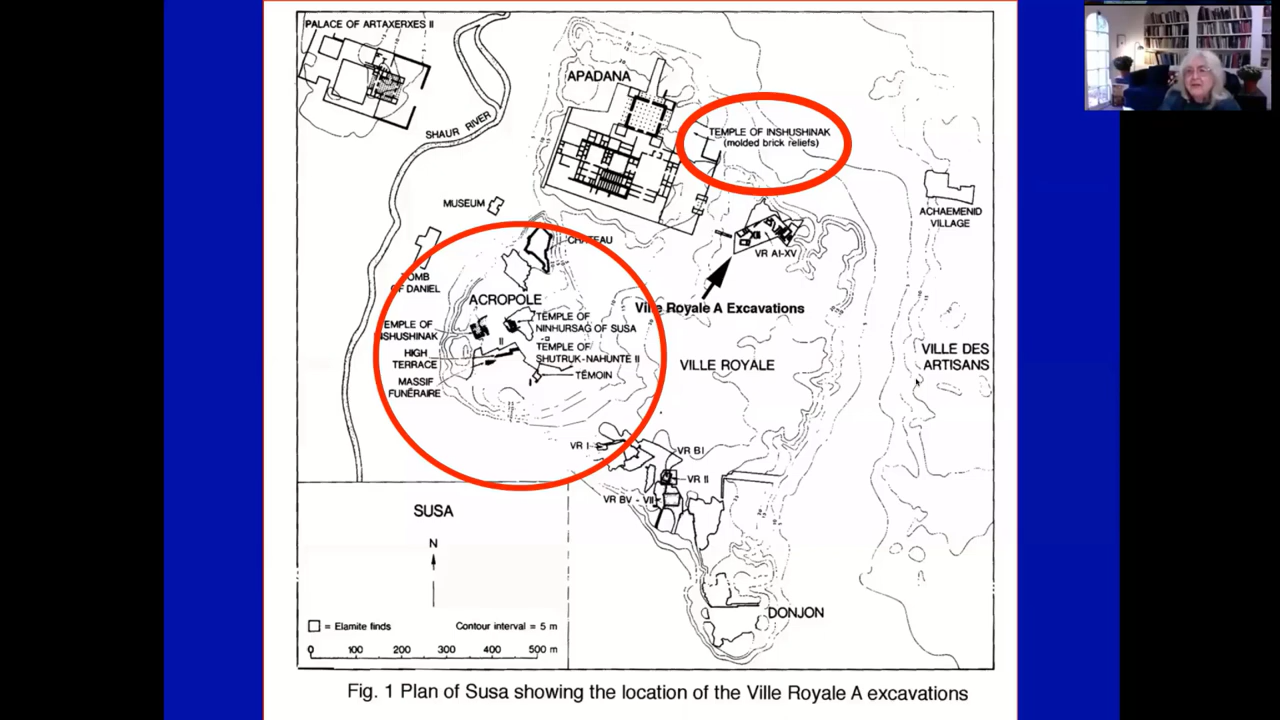 PALACE OF ARTAXERXES II
APADANA
SHAUR RIVER
TEMPLE OF INSHUSHINAK
(molded brick reliefs)
MUSEUM
ACHAEMENID
VILLAGE
CHATEAU
VR AI-XV
TOMB
OF DANIEL
ACROPOLE
Ville Royale A Excavations
TEMPLE OF
INSHUSHINAK
TEMPLE OF
NINHURSAG OF SUSA
II
HIGH
TERRACE
TEMPLE OF
SHUTRUK-NAHUNTE II
MASSIF
FUNÉRAIRE
TÉMOIN
VILLE ROYALE
VILLE DES
ARTISANS
VR I
VR BI
VR II
VR BV - VII
SUSA
N
DONJON
= Elamite finds
Contour interval = 5 m
0 100 200 300 400 500 m
Fig. 1 Plan of Susa showing the location of the Ville Royale A excavations